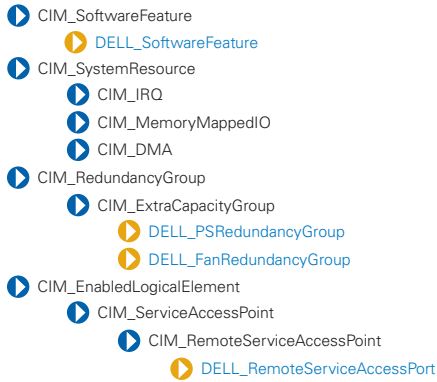 CIM_SoftwareFeature
DELL_SoftwareFeature
CIM_SystemResource
CIM_IRQ
CIM_MemoryMappedIO
CIM_DMA
CIM_RedundancyGroup
CIM_ExtraCapacityGroup
DELL_PSRedundancyGroup
DELL_FanRedundancyGroup
CIM_EnabledLogicalElement
CIM_ServiceAccessPoint
CIM_RemoteServiceAccessPoint
DELL_RemoteServiceAccessPort